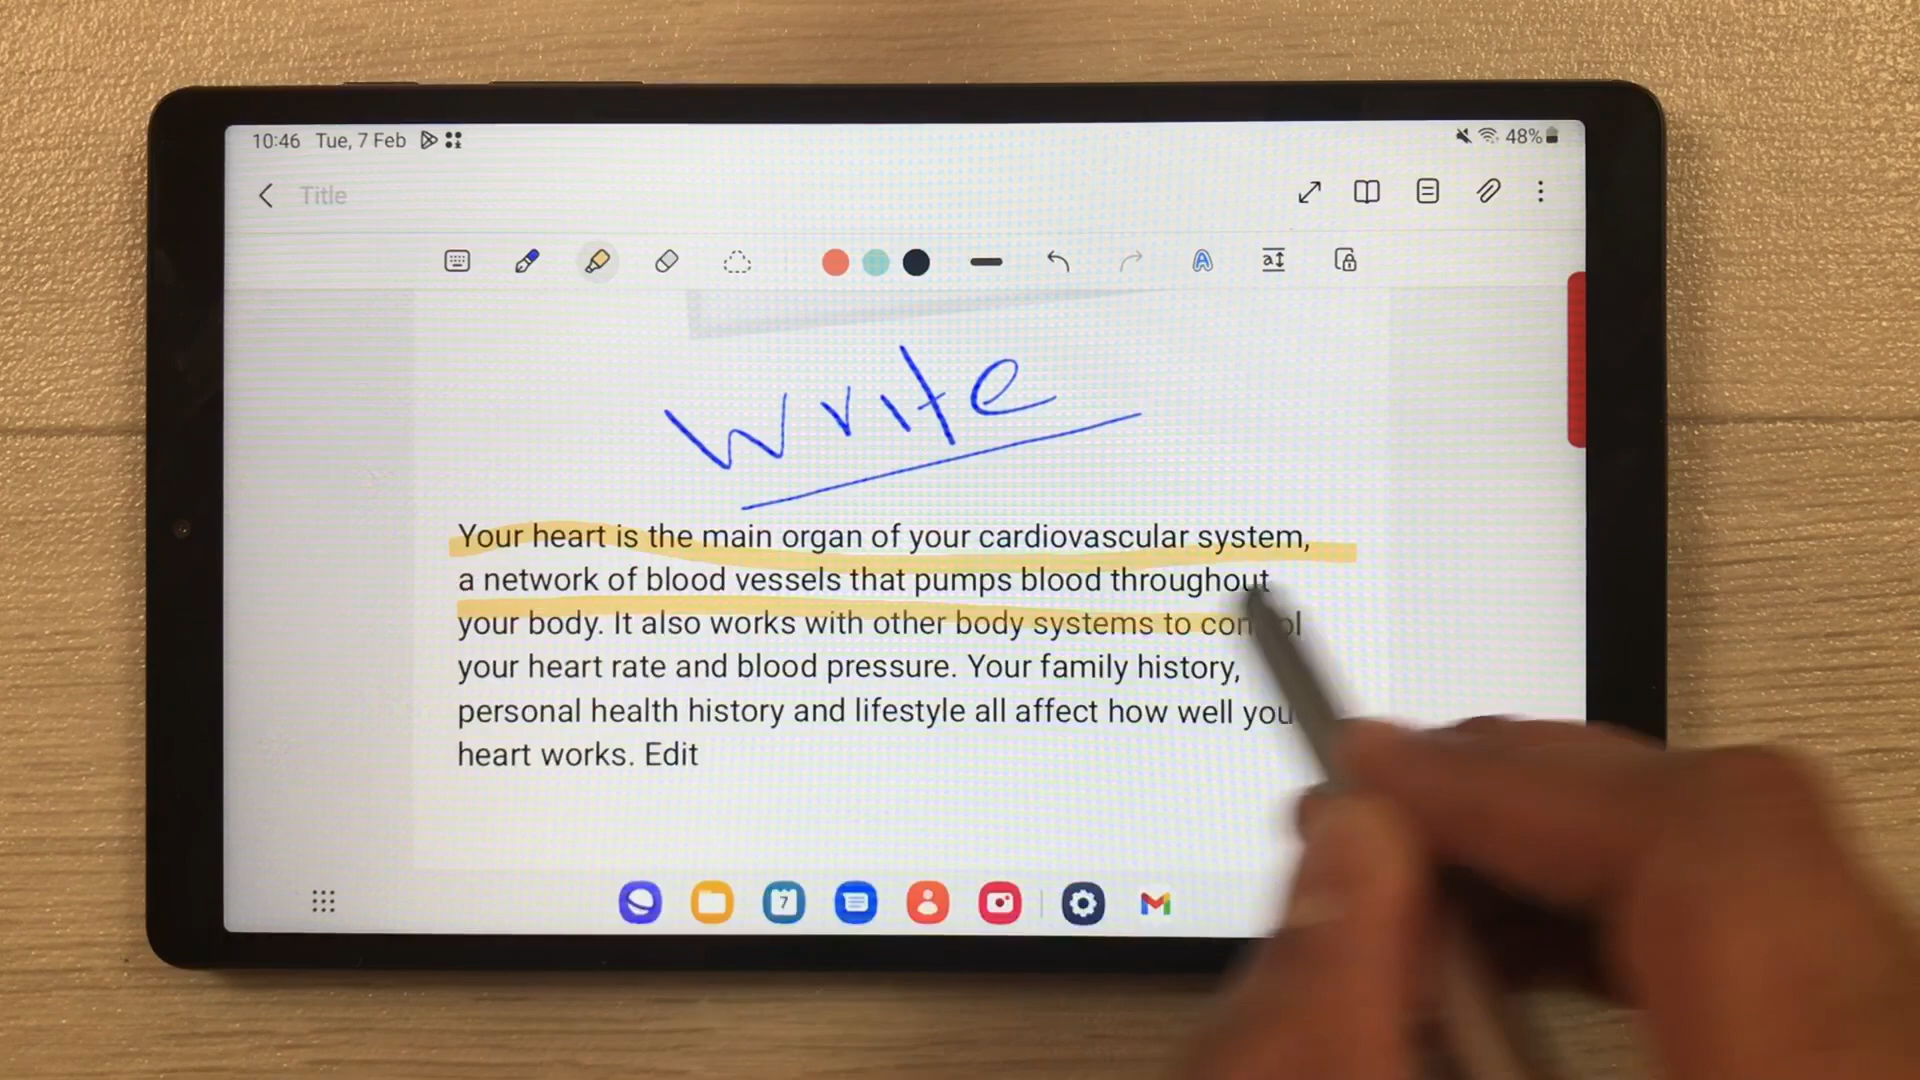 10:46 Tue, 7 Feb
48%
Title
write
Your heart is the main organ of your cardiovascular system,
a network of blood vessels that pumps blood throughout
your body. It also works with other body systems to control
your heart rate and blood pressure. Your family history,
personal health history and lifestyle all affect how well you
heart works. Edit
7